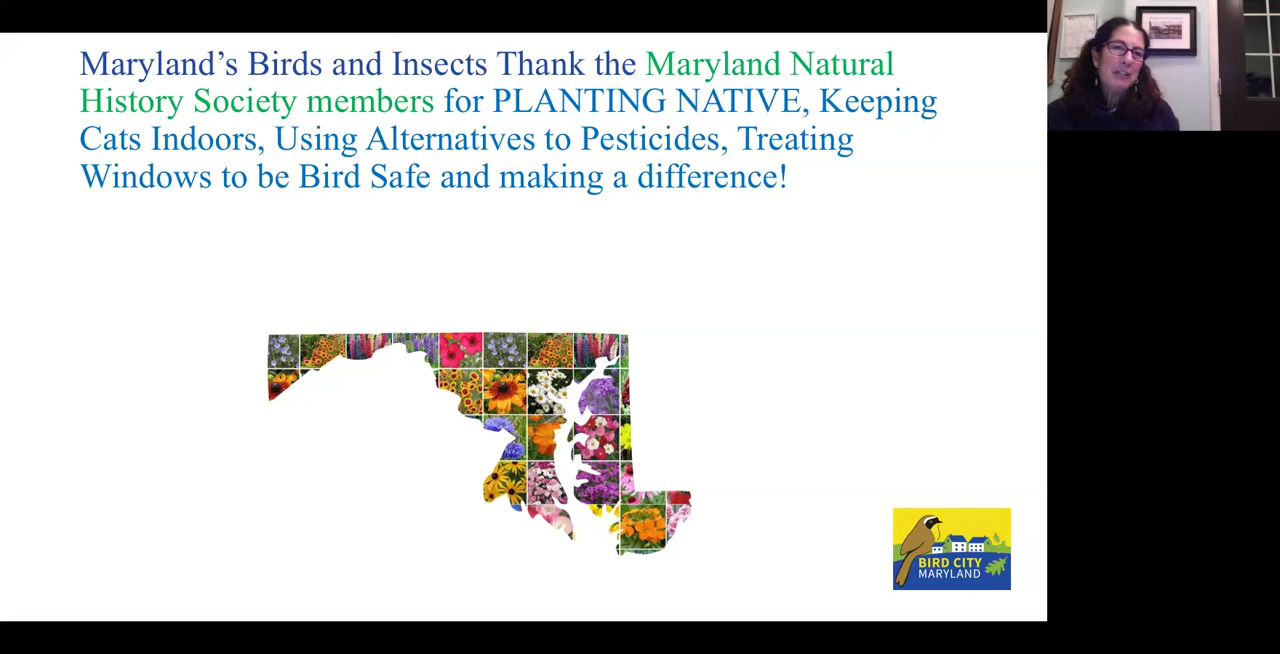 Maryland’s Birds and Insects Thank the Maryland Natural
History Society members for PLANTING NATIVE, Keeping
Cats Indoors, Using Alternatives to Pesticides, Treating
Windows to be Bird Safe and making a difference!
BIRD CITY
MARYLAND